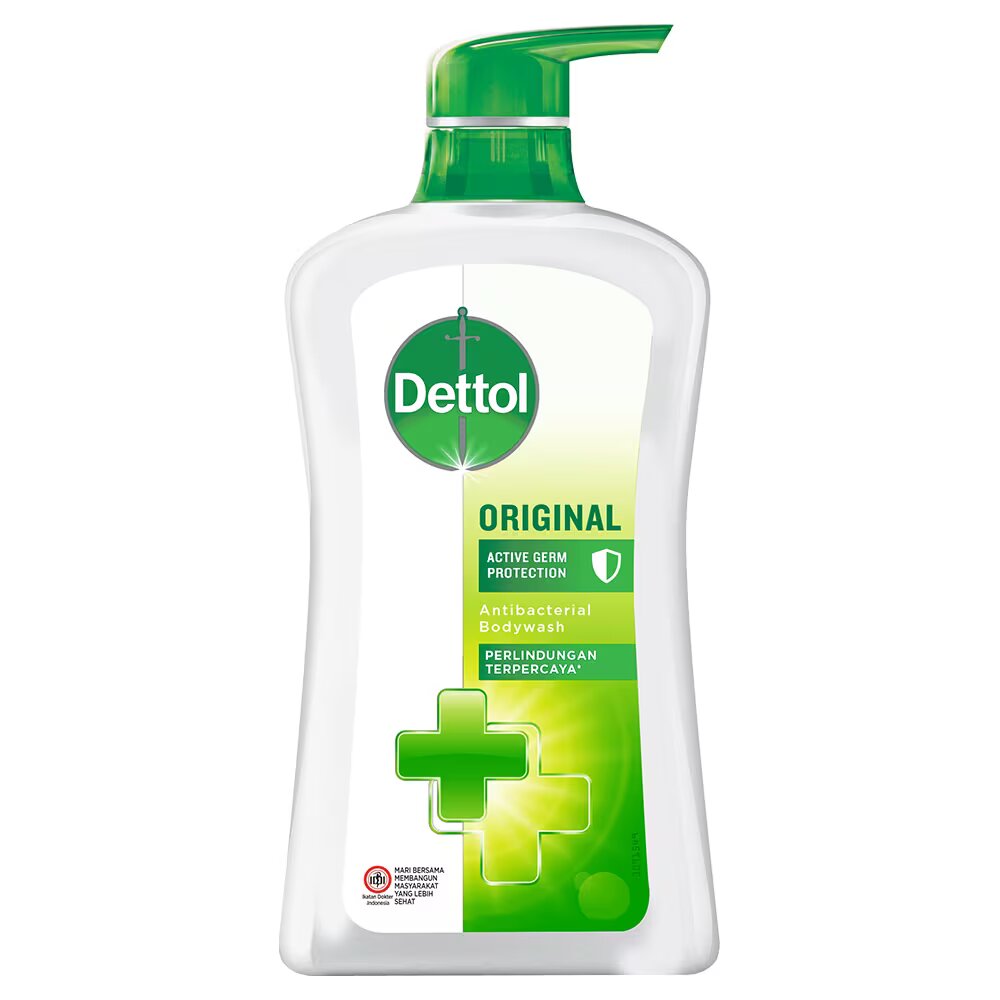 Dettol
ORIGINAL
ACTIVE GERM
PROTECTION
Antibacterial
Bodywash
PERLINDUNGAN
TERPERCAYA*
MARI BERSAMA
MEMBANGUN
MASYARAKAT
YANG LEBIH
SEHAT
IDI
Ikatan Dokter
Indonesia